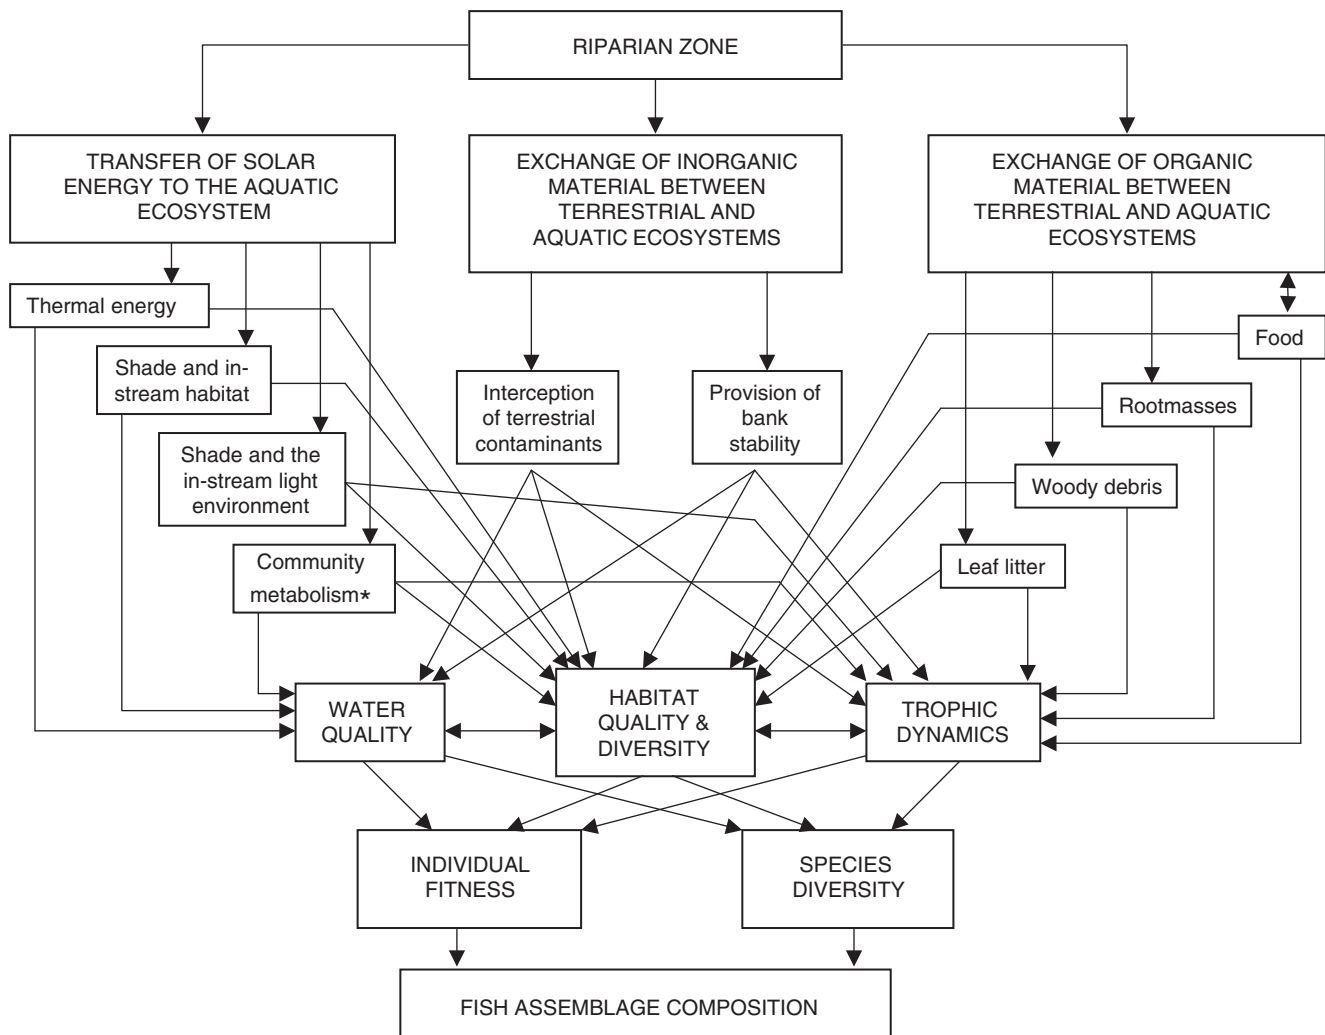 RIPARIAN ZONE
TRANSFER OF SOLAR
ENERGY TO THE AQUATIC
ECOSYSTEM
EXCHANGE OF INORGANIC
MATERIAL BETWEEN
TERRESTRIAL AND
AQUATIC ECOSYSTEMS
EXCHANGE OF ORGANIC
MATERIAL BETWEEN
TERRESTRIAL AND AQUATIC
ECOSYSTEMS
Thermal energy
Shade and in-
stream habitat
Shade and the
in-stream light
environment
Community
metabolism*
Interception
of terrestrial
contaminants
Provision of
bank
stability
Food
Rootmasses
Woody debris
Leaf litter
WATER
QUALITY
HABITAT
QUALITY &
DIVERSITY
TROPHIC
DYNAMICS
INDIVIDUAL
FITNESS
SPECIES
DIVERSITY
FISH ASSEMBLAGE COMPOSITION